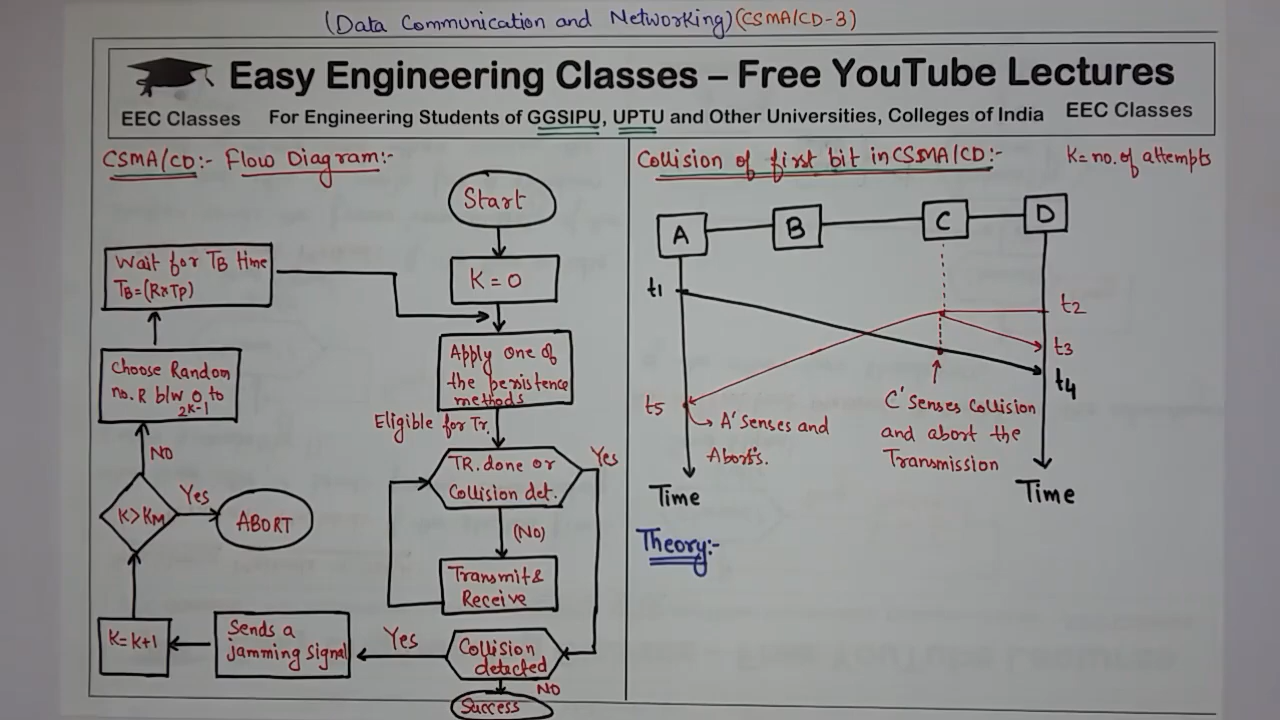 (Data Communication and Networking) (CSMA/CD-3)
Easy Engineering Classes – Free YouTube Lectures
EEC Classes For Engineering Students of GGSIPU, UPTU and Other Universities, Colleges of India EEC Classes
CSMA/CD:- Flow Diagram:-
Start
K = 0
Wait for TB time
TB=(R×Tp)
Apply one of
the persistence
methods
Choose Random
no. R b/w 0 to
2K-1
Eligible for Tr.
TR. done or
Collision det.
Yes
(No)
Transmit &
Receive
NO
K>KM
Yes
ABORT
K=K+1
Sends a
jamming signal
Yes
Collision
detected
NO
Success
Collision of first bit in CSMA/CD:-
K= no. of attempts
A
B
C
D
t1
t2
t3
t4
t5
A' Senses and
Aborts.
C' Senses Collision
and abort the
Transmission
Time
Time
Theory:-